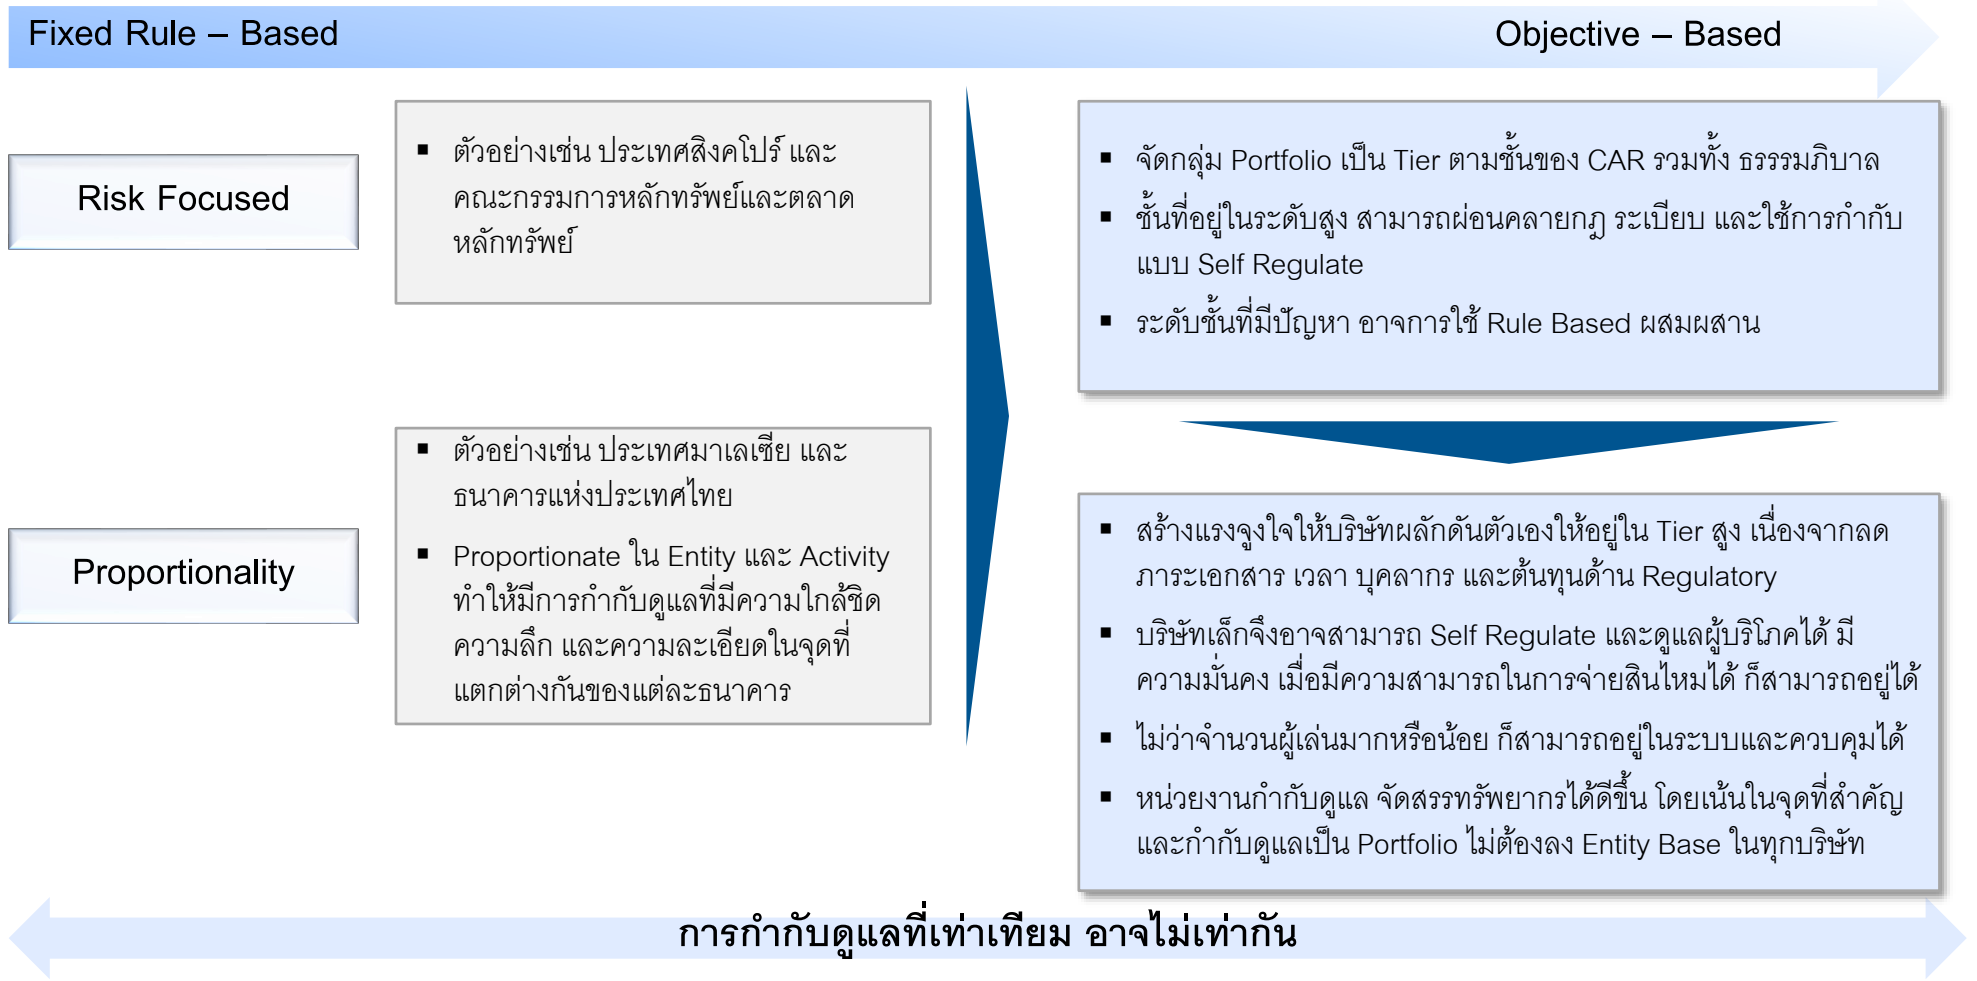 Fixed Rule – Based
Objective – Based
Risk Focused
▪ ตัวอย่างเช่น ประเทศสิงคโปร์ และ
คณะกรรมการหลักทรัพย์และตลาด
หลักทรัพย์
▪ จัดกลุ่ม Portfolio เป็น Tier ตามชั้นของ CAR รวมทั้ง ธรรรมภิบาล
▪ ชั้นที่อยู่ในระดับสูง สามารถผ่อนคลายกฎ ระเบียบ และใช้การกำกับ
แบบ Self Regulate
▪ ระดับชั้นที่มีปัญหา อาจการใช้ Rule Based ผสมผสาน
Proportionality
▪ ตัวอย่างเช่น ประเทศมาเลเซีย และ
ธนาคารแห่งประเทศไทย
▪ Proportionate ใน Entity และ Activity
ทำให้มีการกำกับดูแลที่มีความใกล้ชิด
ความลึก และความละเอียดในจุดที่
แตกต่างกันของแต่ละธนาคาร
▪ สร้างแรงจูงใจให้บริษัทผลักดันตัวเองให้อยู่ใน Tier สูง เนื่องจากลด
ภาระเอกสาร เวลา บุคลากร และต้นทุนด้าน Regulatory
▪ บริษัทเล็กจึงอาจสามารถ Self Regulate และดูแลผู้บริโภคได้ มี
ความมั่นคง เมื่อมีความสามารถในการจ่ายสินไหมได้ ก็สามารถอยู่ได้
▪ ไม่ว่าจำนวนผู้เล่นมากหรือน้อย ก็สามารถอยู่ในระบบและควบคุมได้
▪ หน่วยงานกำกับดูแล จัดสรรทรัพยากรได้ดีขึ้น โดยเน้นในจุดที่สำคัญ
และกำกับดูแลเป็น Portfolio ไม่ต้องลง Entity Base ในทุกบริษัท
การกำกับดูแลที่เท่าเทียม อาจไม่เท่ากัน